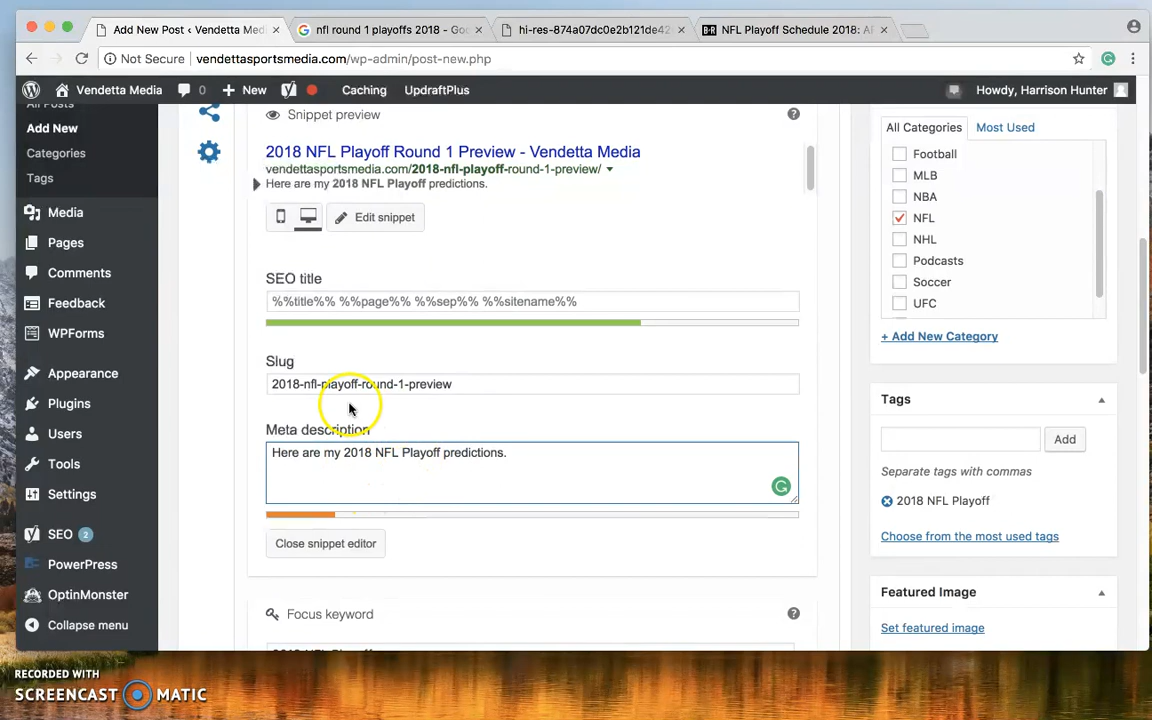 Add New Post ‹ Vendetta Med
nfl round 1 playoffs 2018 - Goo
hi-res-874a07dc0e2b121de42
B·R NFL Playoff Schedule 2018: A
Not Secure vendettasportsmedia.com/wp-admin/post-new.php
Vendetta Media 0 New Caching UpdraftPlus Howdy, Harrison Hunter
All Posts
Add New
Categories
Tags
Media
Pages
Comments
Feedback
WPForms
Appearance
Plugins
Users
Tools
Settings
SEO 2
PowerPress
OptinMonster
Collapse menu
Snippet preview
2018 NFL Playoff Round 1 Preview - Vendetta Media
vendettasportsmedia.com/2018-nfl-playoff-round-1-preview/
Here are my 2018 NFL Playoff predictions.
Edit snippet
SEO title
%%title%% %%page%% %%sep%% %%sitename%%
Slug
2018-nfl-playoff-round-1-preview
Meta description
Here are my 2018 NFL Playoff predictions.
Close snippet editor
Focus keyword
All Categories Most Used
Football
MLB
NBA
NFL
NHL
Podcasts
Soccer
UFC
+ Add New Category
Tags
Add
Separate tags with commas
2018 NFL Playoff
Choose from the most used tags
Featured Image
Set featured image
RECORDED WITH
SCREENCAST MATIC